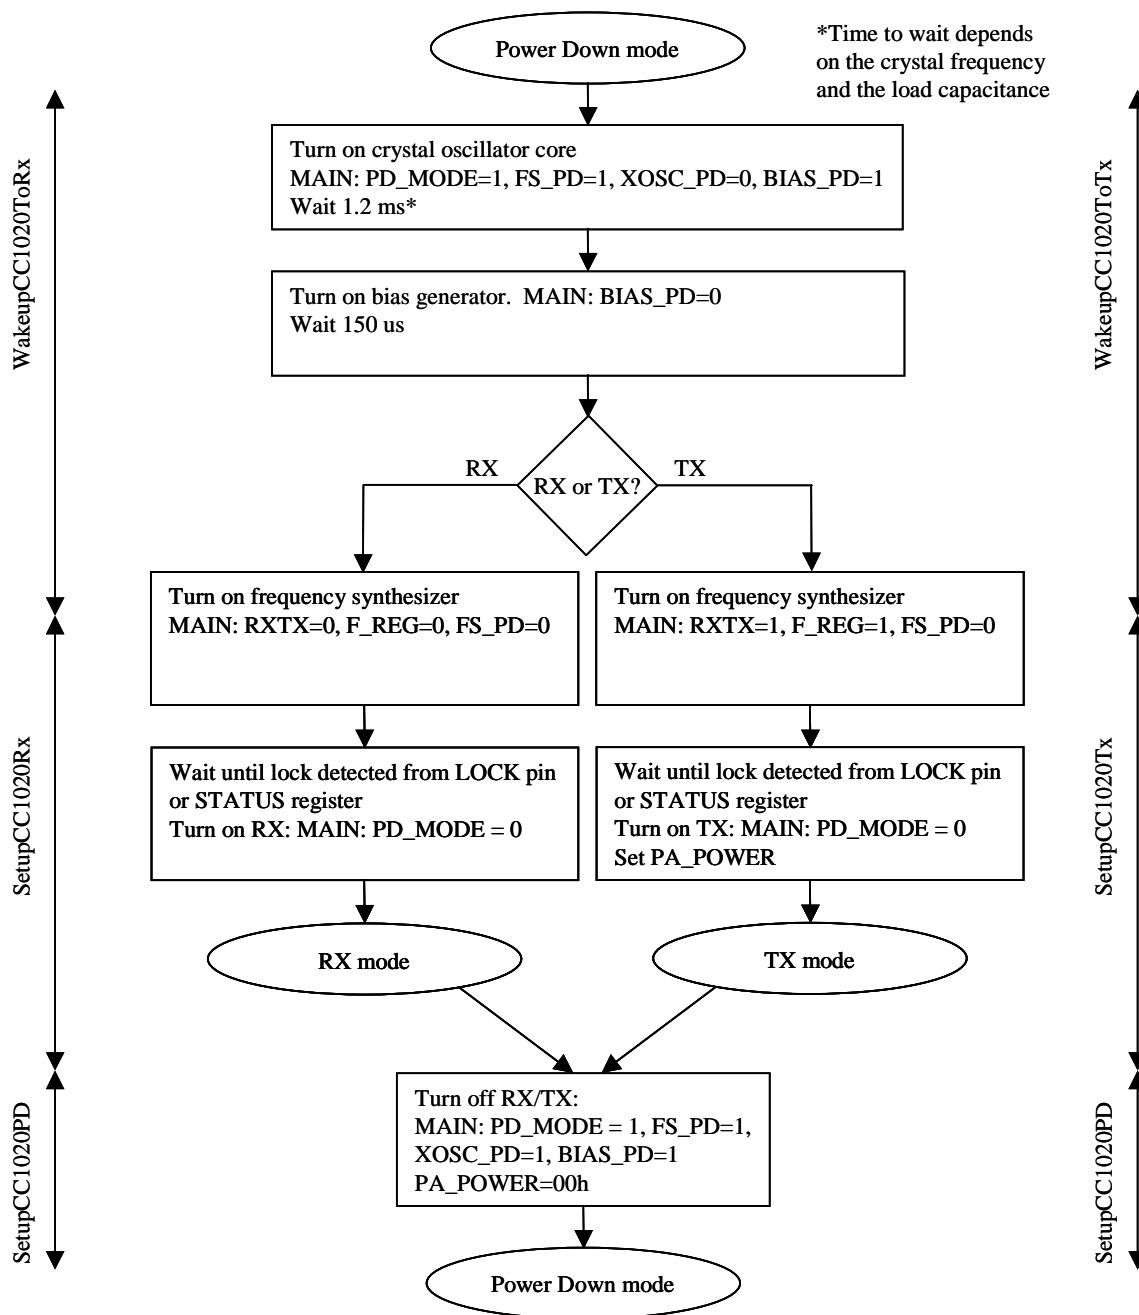 Power Down mode
*Time to wait depends
on the crystal frequency
and the load capacitance
WakeupCC1020ToRx
WakeupCC1020ToTx
Turn on crystal oscillator core
MAIN: PD_MODE=1, FS_PD=1, XOSC_PD=0, BIAS_PD=1
Wait 1.2 ms*
Turn on bias generator.  MAIN: BIAS_PD=0
Wait 150 us
RX
RX or TX?
TX
Turn on frequency synthesizer
MAIN: RXTX=0, F_REG=0, FS_PD=0
Turn on frequency synthesizer
MAIN: RXTX=1, F_REG=1, FS_PD=0
SetupCC1020Rx
SetupCC1020Tx
Wait until lock detected from LOCK pin
or STATUS register
Turn on RX: MAIN: PD_MODE = 0
Wait until lock detected from LOCK pin
or STATUS register
Turn on TX: MAIN: PD_MODE = 0
Set PA_POWER
RX mode
TX mode
SetupCC1020PD
SetupCC1020PD
Turn off RX/TX:
MAIN: PD_MODE = 1, FS_PD=1,
XOSC_PD=1, BIAS_PD=1
PA_POWER=00h
Power Down mode